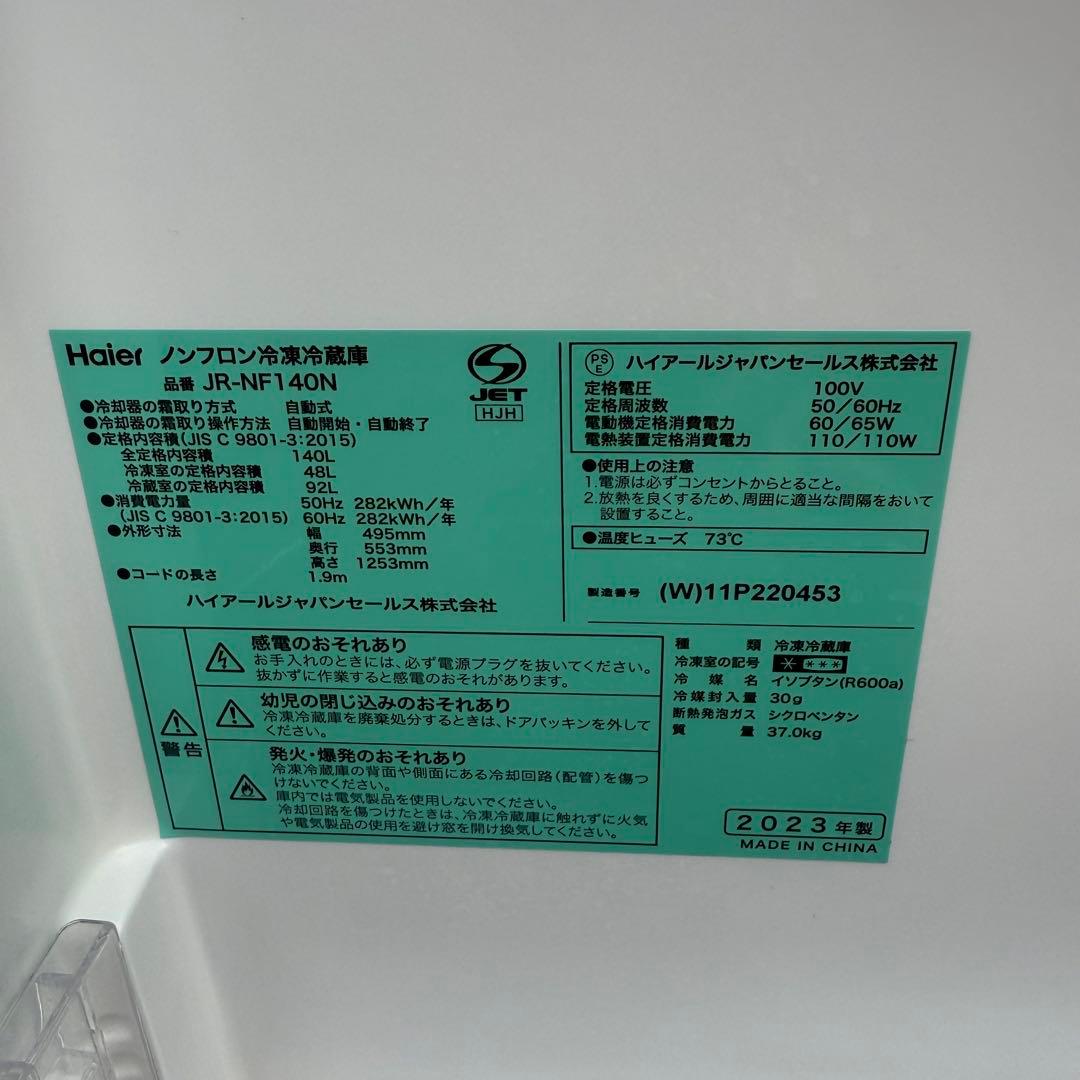 Haier ノンフロン冷凍冷蔵庫
品番 JR-NF140N
●冷却器の霜取り方式 自動式
●冷却器の霜取り操作方法 自動開始・自動終了
●定格内容積(JIS C 9801-3:2015)
全定格内容積 140L
冷凍室の定格内容積 48L
冷蔵室の定格内容積 92L
●消費電力量 50Hz 282kWh/年
(JIS C 9801-3:2015) 60Hz 282kWh/年
●外形寸法 幅 495mm
奥行 553mm
高さ 1253mm
●コードの長さ 1.9m
ハイアールジャパンセールス株式会社
JET
HJH
PSE ハイアールジャパンセールス株式会社
定格電圧 100V
定格周波数 50/60Hz
電動機定格消費電力 60/65W
電熱装置定格消費電力 110/110W
●使用上の注意
1.電源は必ずコンセントからとること。
2.放熱を良くするため、周囲に適当な間隔をおいて
設置すること。
●温度ヒューズ 73℃
製造番号 (W)11P220453
警告
感電のおそれあり
お手入れのときには、必ず電源プラグを抜いてください。
抜かずに作業すると感電のおそれがあります。
幼児の閉じ込みのおそれあり
冷凍冷蔵庫を廃棄処分するときは、ドアパッキンを外して
ください。
発火・爆発のおそれあり
冷凍冷蔵庫の背面や側面にある冷却回路(配管)を傷つ
けないでください。
庫内では電気製品を使用しないでください。
冷却回路を傷つけたときは、冷凍冷蔵庫に触れずに火気
や電気製品の使用を避け窓を開け換気してください。
種類 冷凍冷蔵庫
冷凍室の記号 * ***
冷媒名 イソブタン(R600a)
冷媒封入量 30g
断熱発泡ガス シクロペンタン
質量 37.0kg
2023年製
MADE IN CHINA